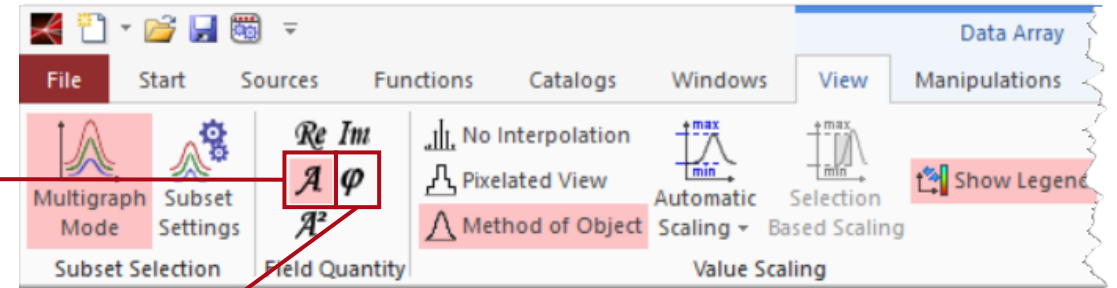 Data Array
File Start Sources Functions Catalogs Windows View Manipulations
Re Im
A φ
A²
Multigraph
Mode
Subset
Settings
No Interpolation
Pixelated View
Method of Object
max
min
Automatic
Scaling
max
min
Selection
Based Scaling
Show Legend
Subset Selection Field Quantity Value Scaling